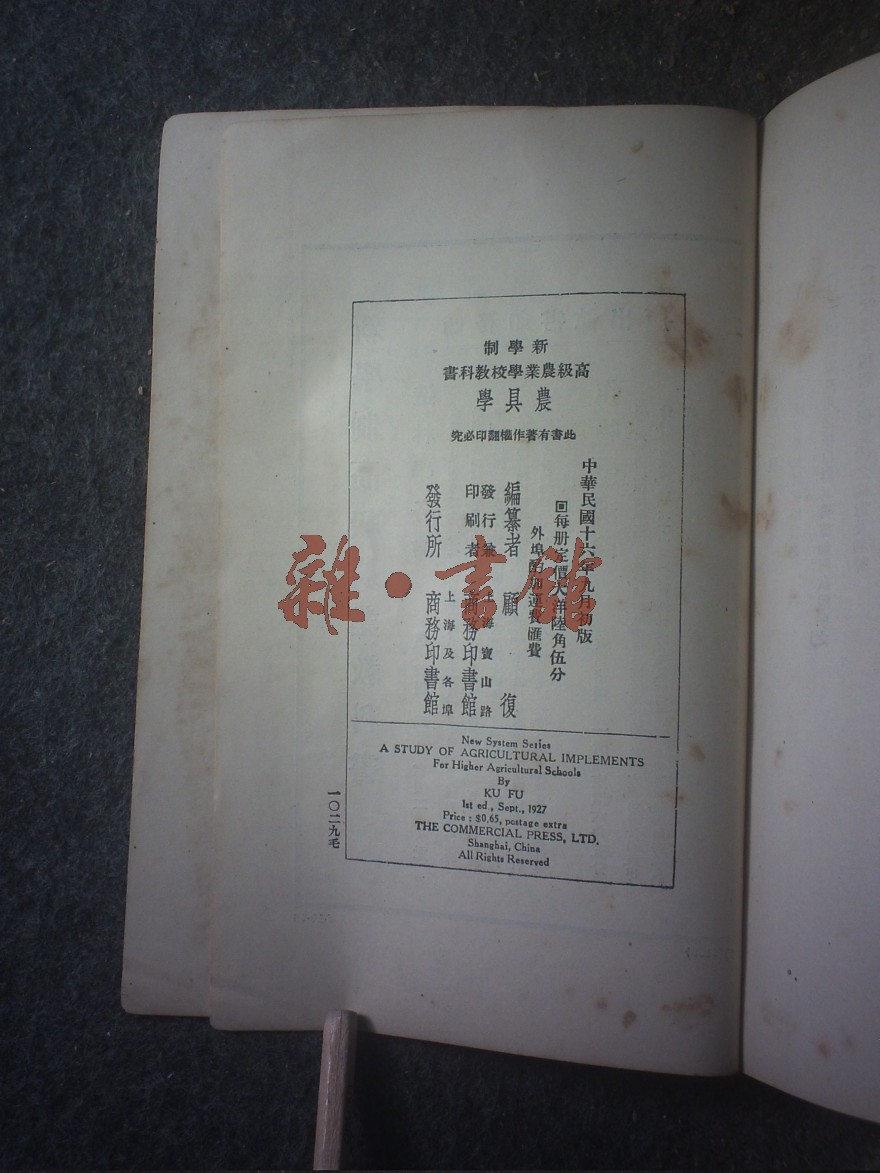 新學制
高級農業學校教科書
農具學
此書有著作權翻印必究
中華民國十六年九月初版
回每册定價大洋陸角伍分
外埠酌加運費匯費
編纂者 顧復
發行兼印刷者 上海寶山路 商務印書館
發行所 上海及各埠 商務印書館
New System Series
A STUDY OF AGRICULTURAL IMPLEMENTS
For Higher Agricultural Schools
By
KU FU
1st ed., Sept., 1927
Price: $0.65, postage extra
THE COMMERCIAL PRESS, LTD.
Shanghai, China
All Rights Reserved
一〇二九毛
雜·書館